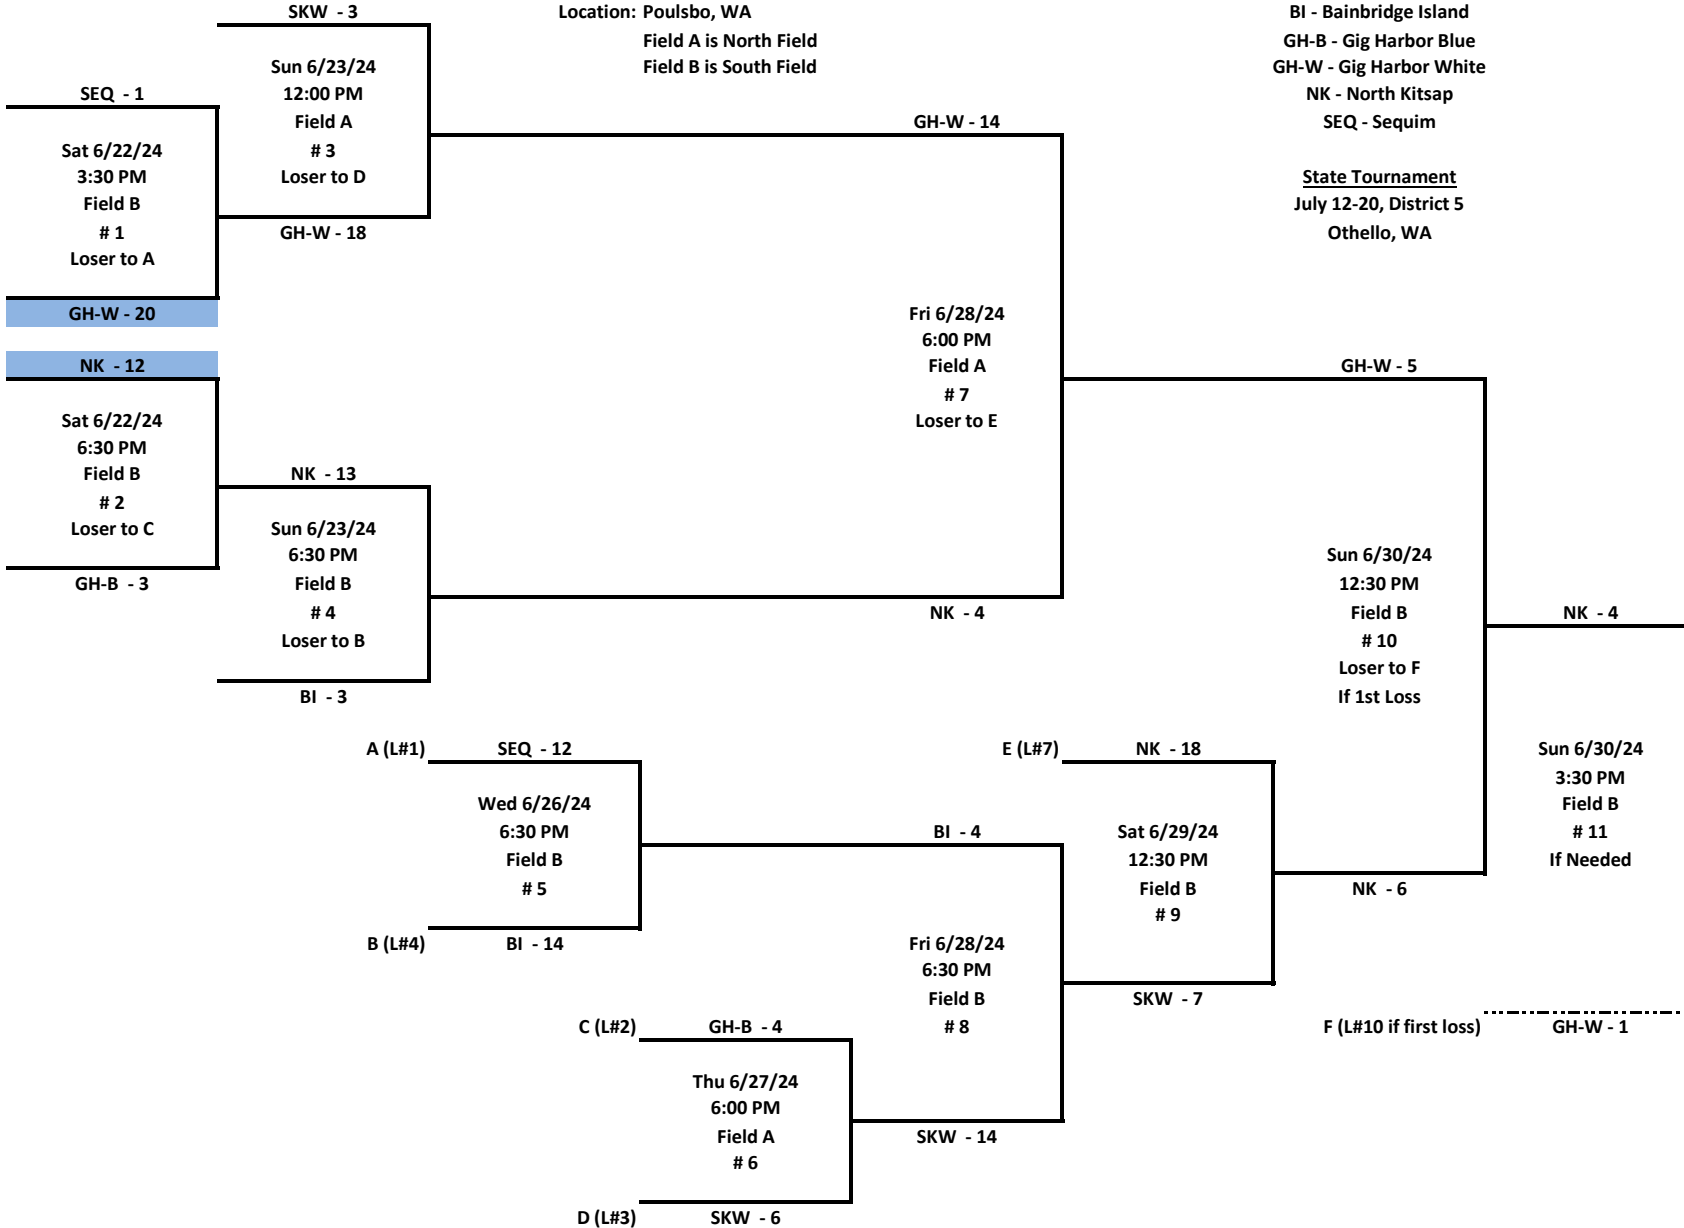 SKW - 3
Location: Poulsbo, WA
Field A is North Field
Field B is South Field
BI - Bainbridge Island
GH-B - Gig Harbor Blue
GH-W - Gig Harbor White
NK - North Kitsap
SEQ - Sequim
State Tournament
July 12-20, District 5
Othello, WA
SEQ - 1
Sat 6/22/24
3:30 PM
Field B
# 1
Loser to A
GH-W - 20
Sun 6/23/24
12:00 PM
Field A
# 3
Loser to D
GH-W - 18
NK - 12
Sat 6/22/24
6:30 PM
Field B
# 2
Loser to C
GH-B - 3
NK - 13
Sun 6/23/24
6:30 PM
Field B
# 4
Loser to B
BI - 3
GH-W - 14
Fri 6/28/24
6:00 PM
Field A
# 7
Loser to E
NK - 4
GH-W - 5
Sun 6/30/24
12:30 PM
Field B
# 10
Loser to F
If 1st Loss
NK - 6
NK - 4
Sun 6/30/24
3:30 PM
Field B
# 11
If Needed
F (L#10 if first loss)
GH-W - 1
A (L#1)
SEQ - 12
Wed 6/26/24
6:30 PM
Field B
# 5
B (L#4)
BI - 14
BI - 4
Fri 6/28/24
6:30 PM
Field B
# 8
SKW - 14
E (L#7)
NK - 18
Sat 6/29/24
12:30 PM
Field B
# 9
SKW - 7
C (L#2)
GH-B - 4
Thu 6/27/24
6:00 PM
Field A
# 6
D (L#3)
SKW - 6